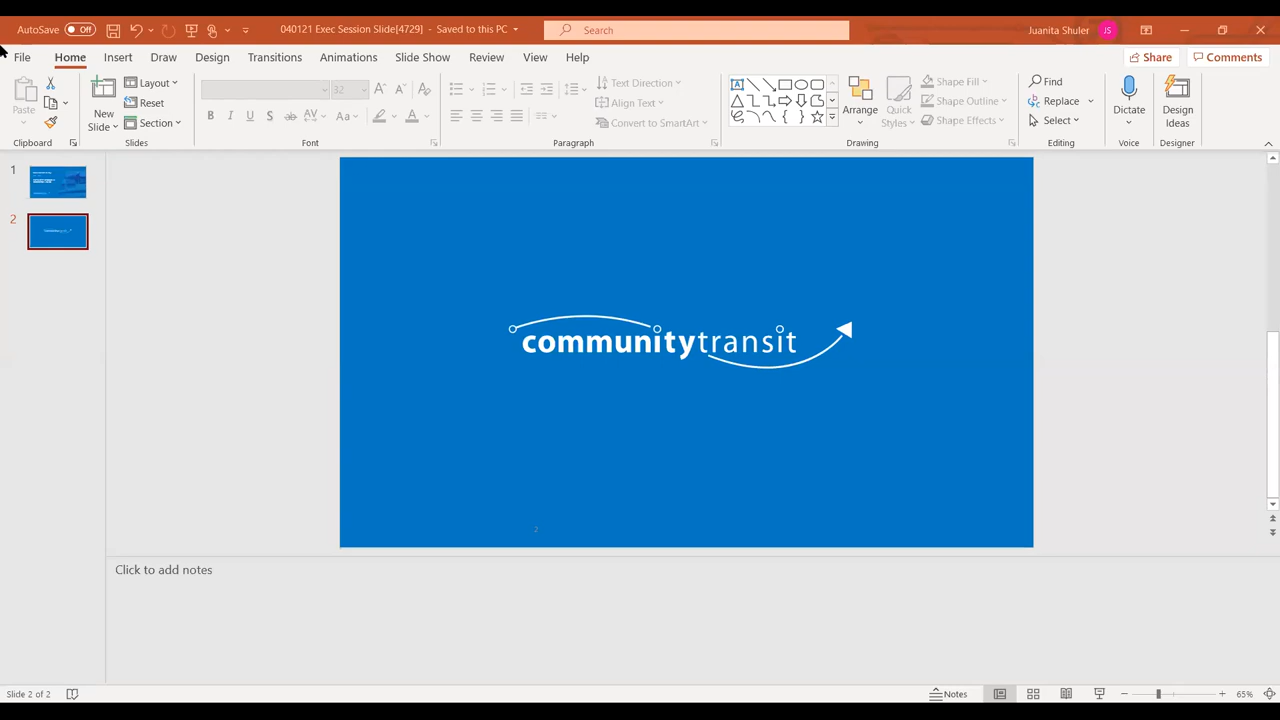 AutoSave Off 040121 Exec Session Slide[4729] - Saved to this PC Search Juanita Shuler JS
File Home Insert Draw Design Transitions Animations Slide Show Review View Help Share Comments
Paste New Slide Layout Reset Section 32 Aa Text Direction Align Text Convert to SmartArt Arrange Quick Styles Shape Fill Shape Outline Shape Effects Find Replace Select Dictate Design Ideas
Clipboard Slides Font Paragraph Drawing Editing Voice Designer
1
2
communitytransit
2
Click to add notes
Slide 2 of 2 Notes 65%